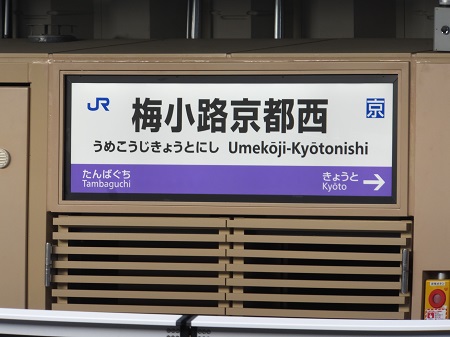 JR 梅小路京都西 京
うめこうじきょうとにし Umekōji-Kyōtonishi
たんばぐち きょうと
Tambaguchi Kyōto →